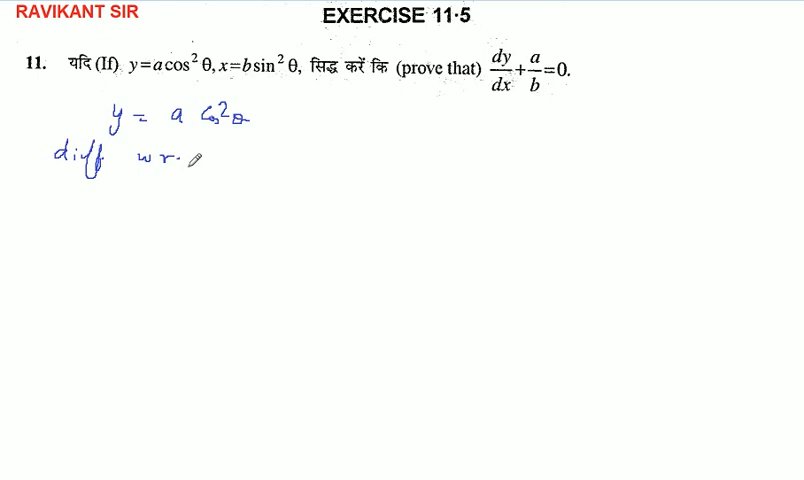 RAVIKANT SIR
EXERCISE 11·5
11. यदि (If) y=a cos² θ, x=b sin² θ, सिद्ध करें कि (prove that) dy/dx + a/b = 0.
y = a Cos²θ
diff w r.